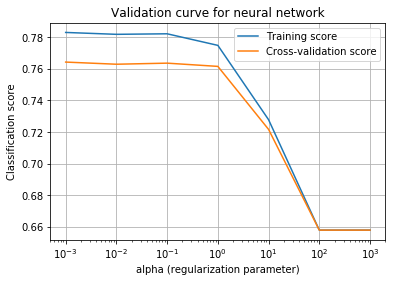 Validation curve for neural network
Training score
Cross-validation score
Classification score
0.78
0.76
0.74
0.72
0.70
0.68
0.66
10⁻³ 10⁻² 10⁻¹ 10⁰ 10¹ 10² 10³
alpha (regularization parameter)